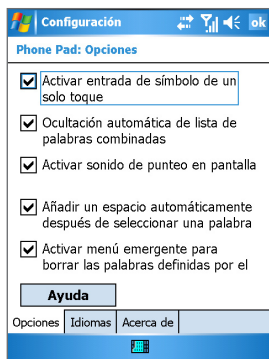 Configuración ok
Phone Pad: Opciones
Activar entrada de símbolo de un
solo toque
Ocultación automática de lista de
palabras combinadas
Activar sonido de punteo en pantalla
Añadir un espacio automáticamente
después de seleccionar una palabra
Activar menú emergente para
borrar las palabras definidas por el
Ayuda
Opciones Idiomas Acerca de